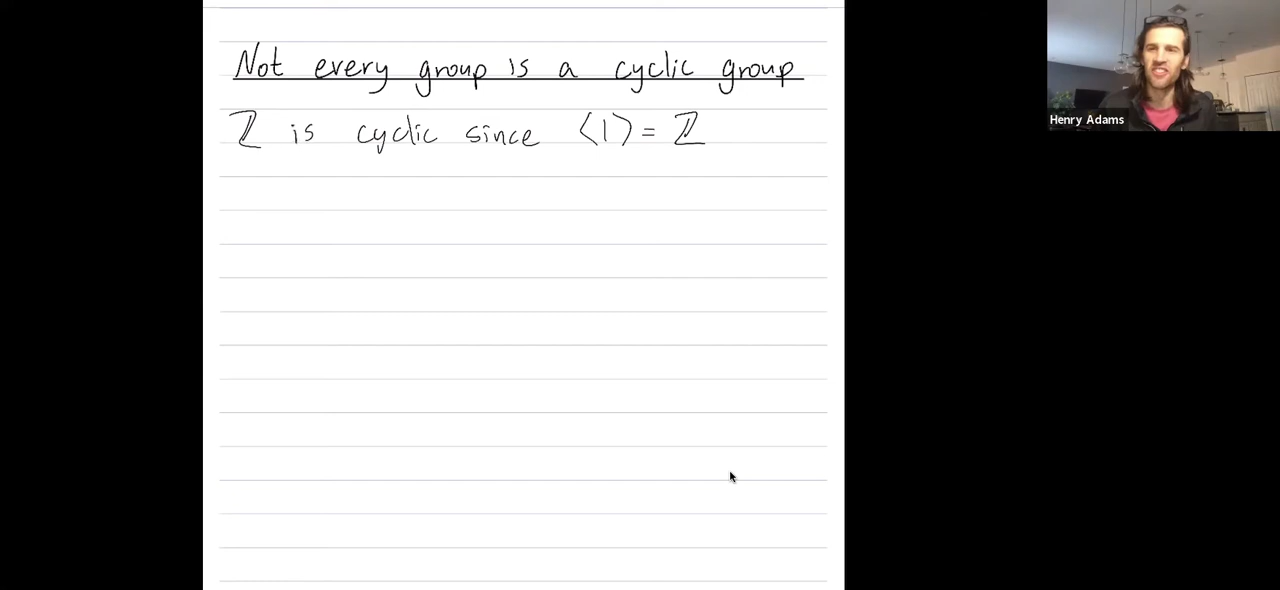 Not every group is a cyclic group
ℤ is cyclic since ⟨1⟩ = ℤ
Henry Adams